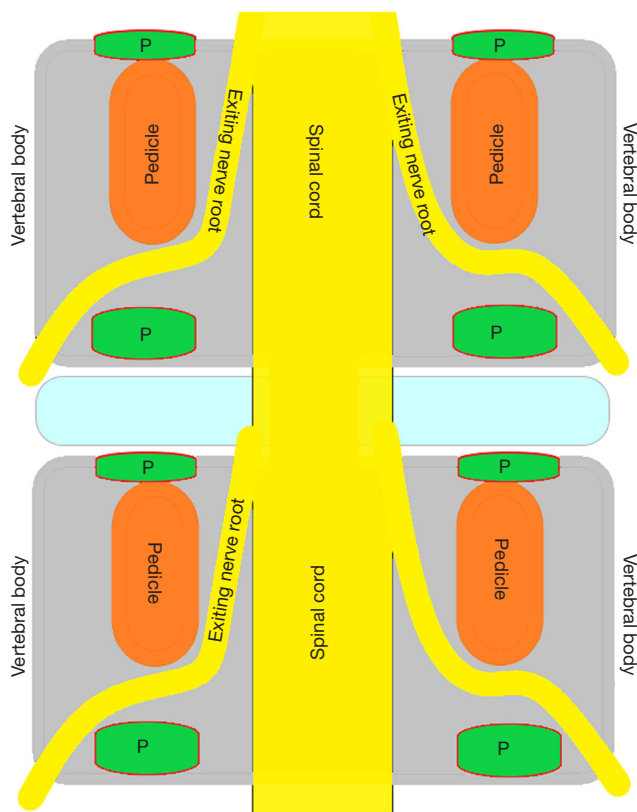 P
P
Vertebral body
Pedicle
Exiting nerve root
Spinal cord
Exiting nerve root
Pedicle
Vertebral body
P
P
P
P
Vertebral body
Pedicle
Exiting nerve root
Spinal cord
Pedicle
Vertebral body
P
P